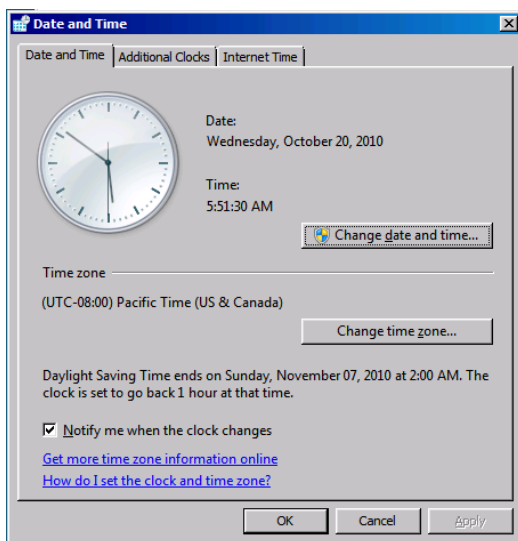 Date and Time
Date and Time
Additional Clocks
Internet Time
Date:
Wednesday, October 20, 2010
Time:
5:51:30 AM
Change date and time...
Time zone
(UTC-08:00) Pacific Time (US & Canada)
Change time zone...
Daylight Saving Time ends on Sunday, November 07, 2010 at 2:00 AM. The
clock is set to go back 1 hour at that time.
Notify me when the clock changes
Get more time zone information online
How do I set the clock and time zone?
OK
Cancel
Apply